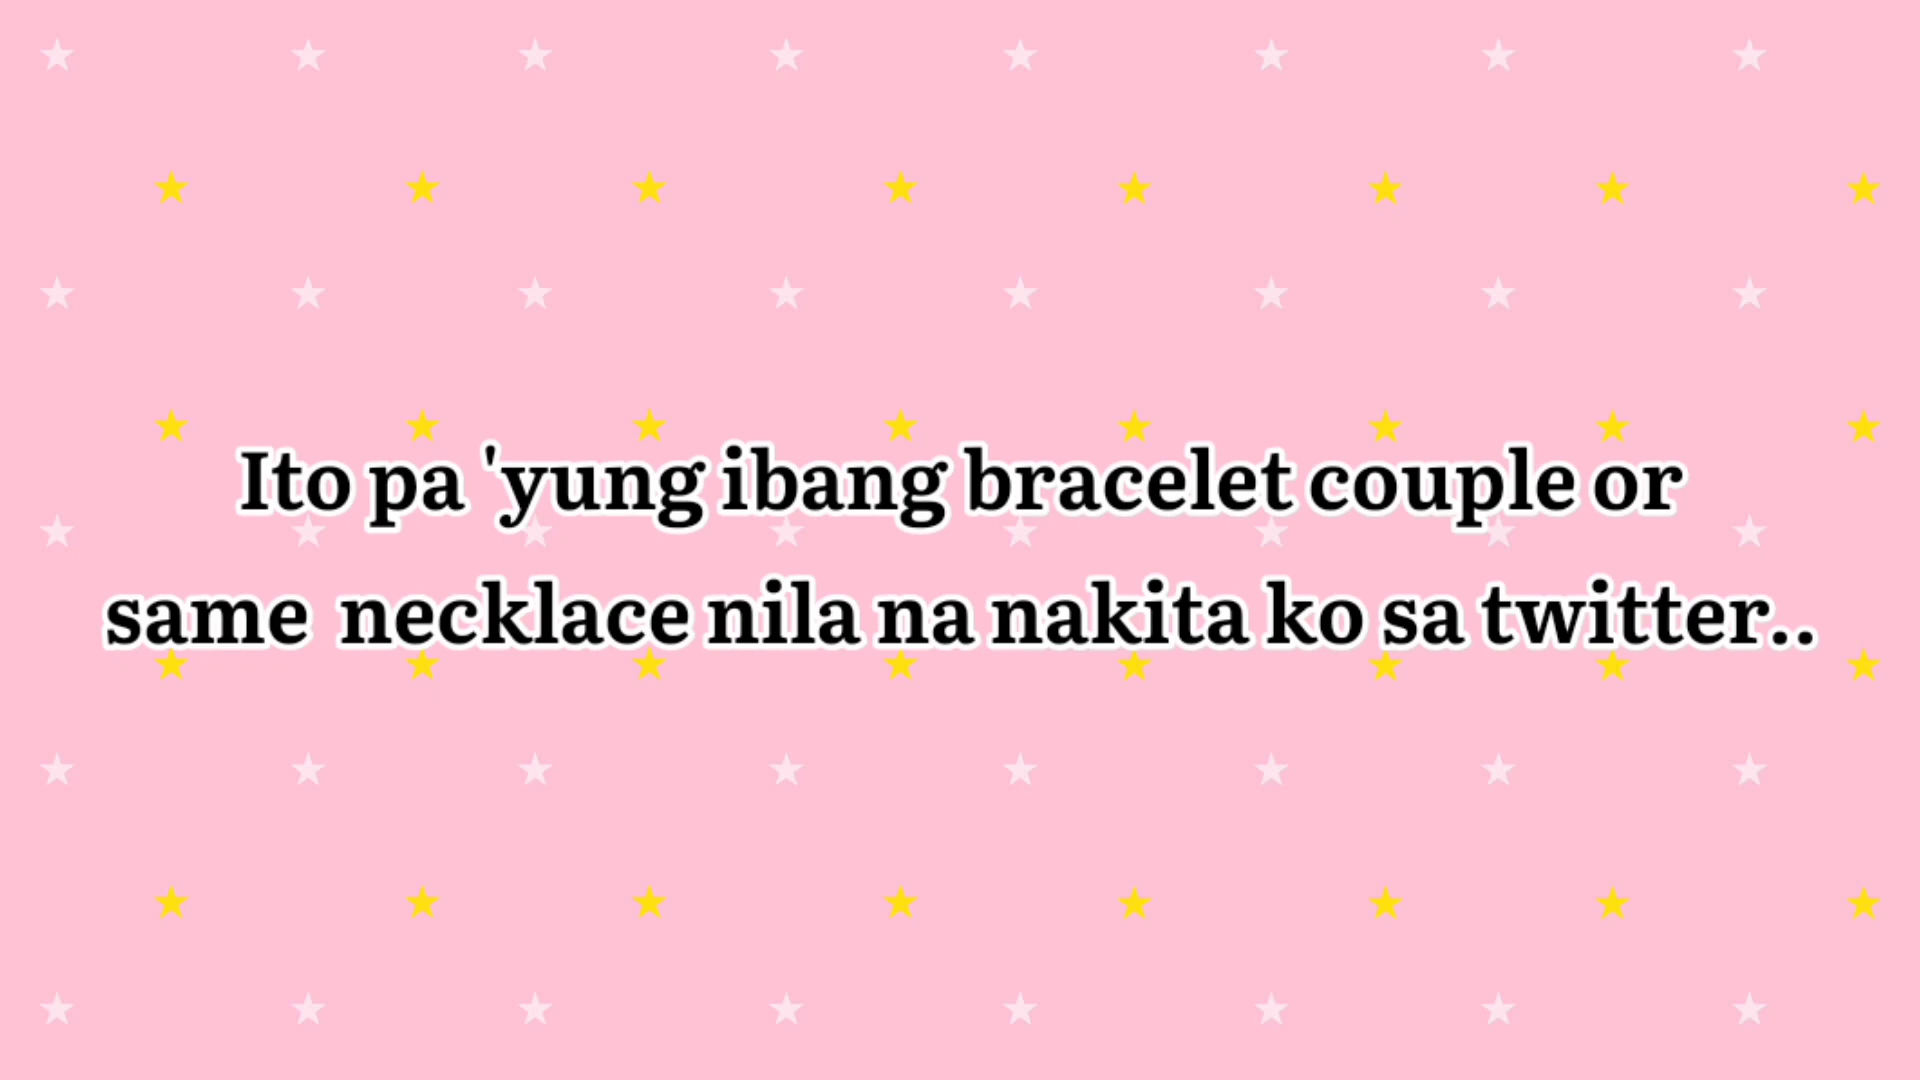 Ito pa 'yung ibang bracelet couple or
same necklace nila na nakita ko sa twitter..